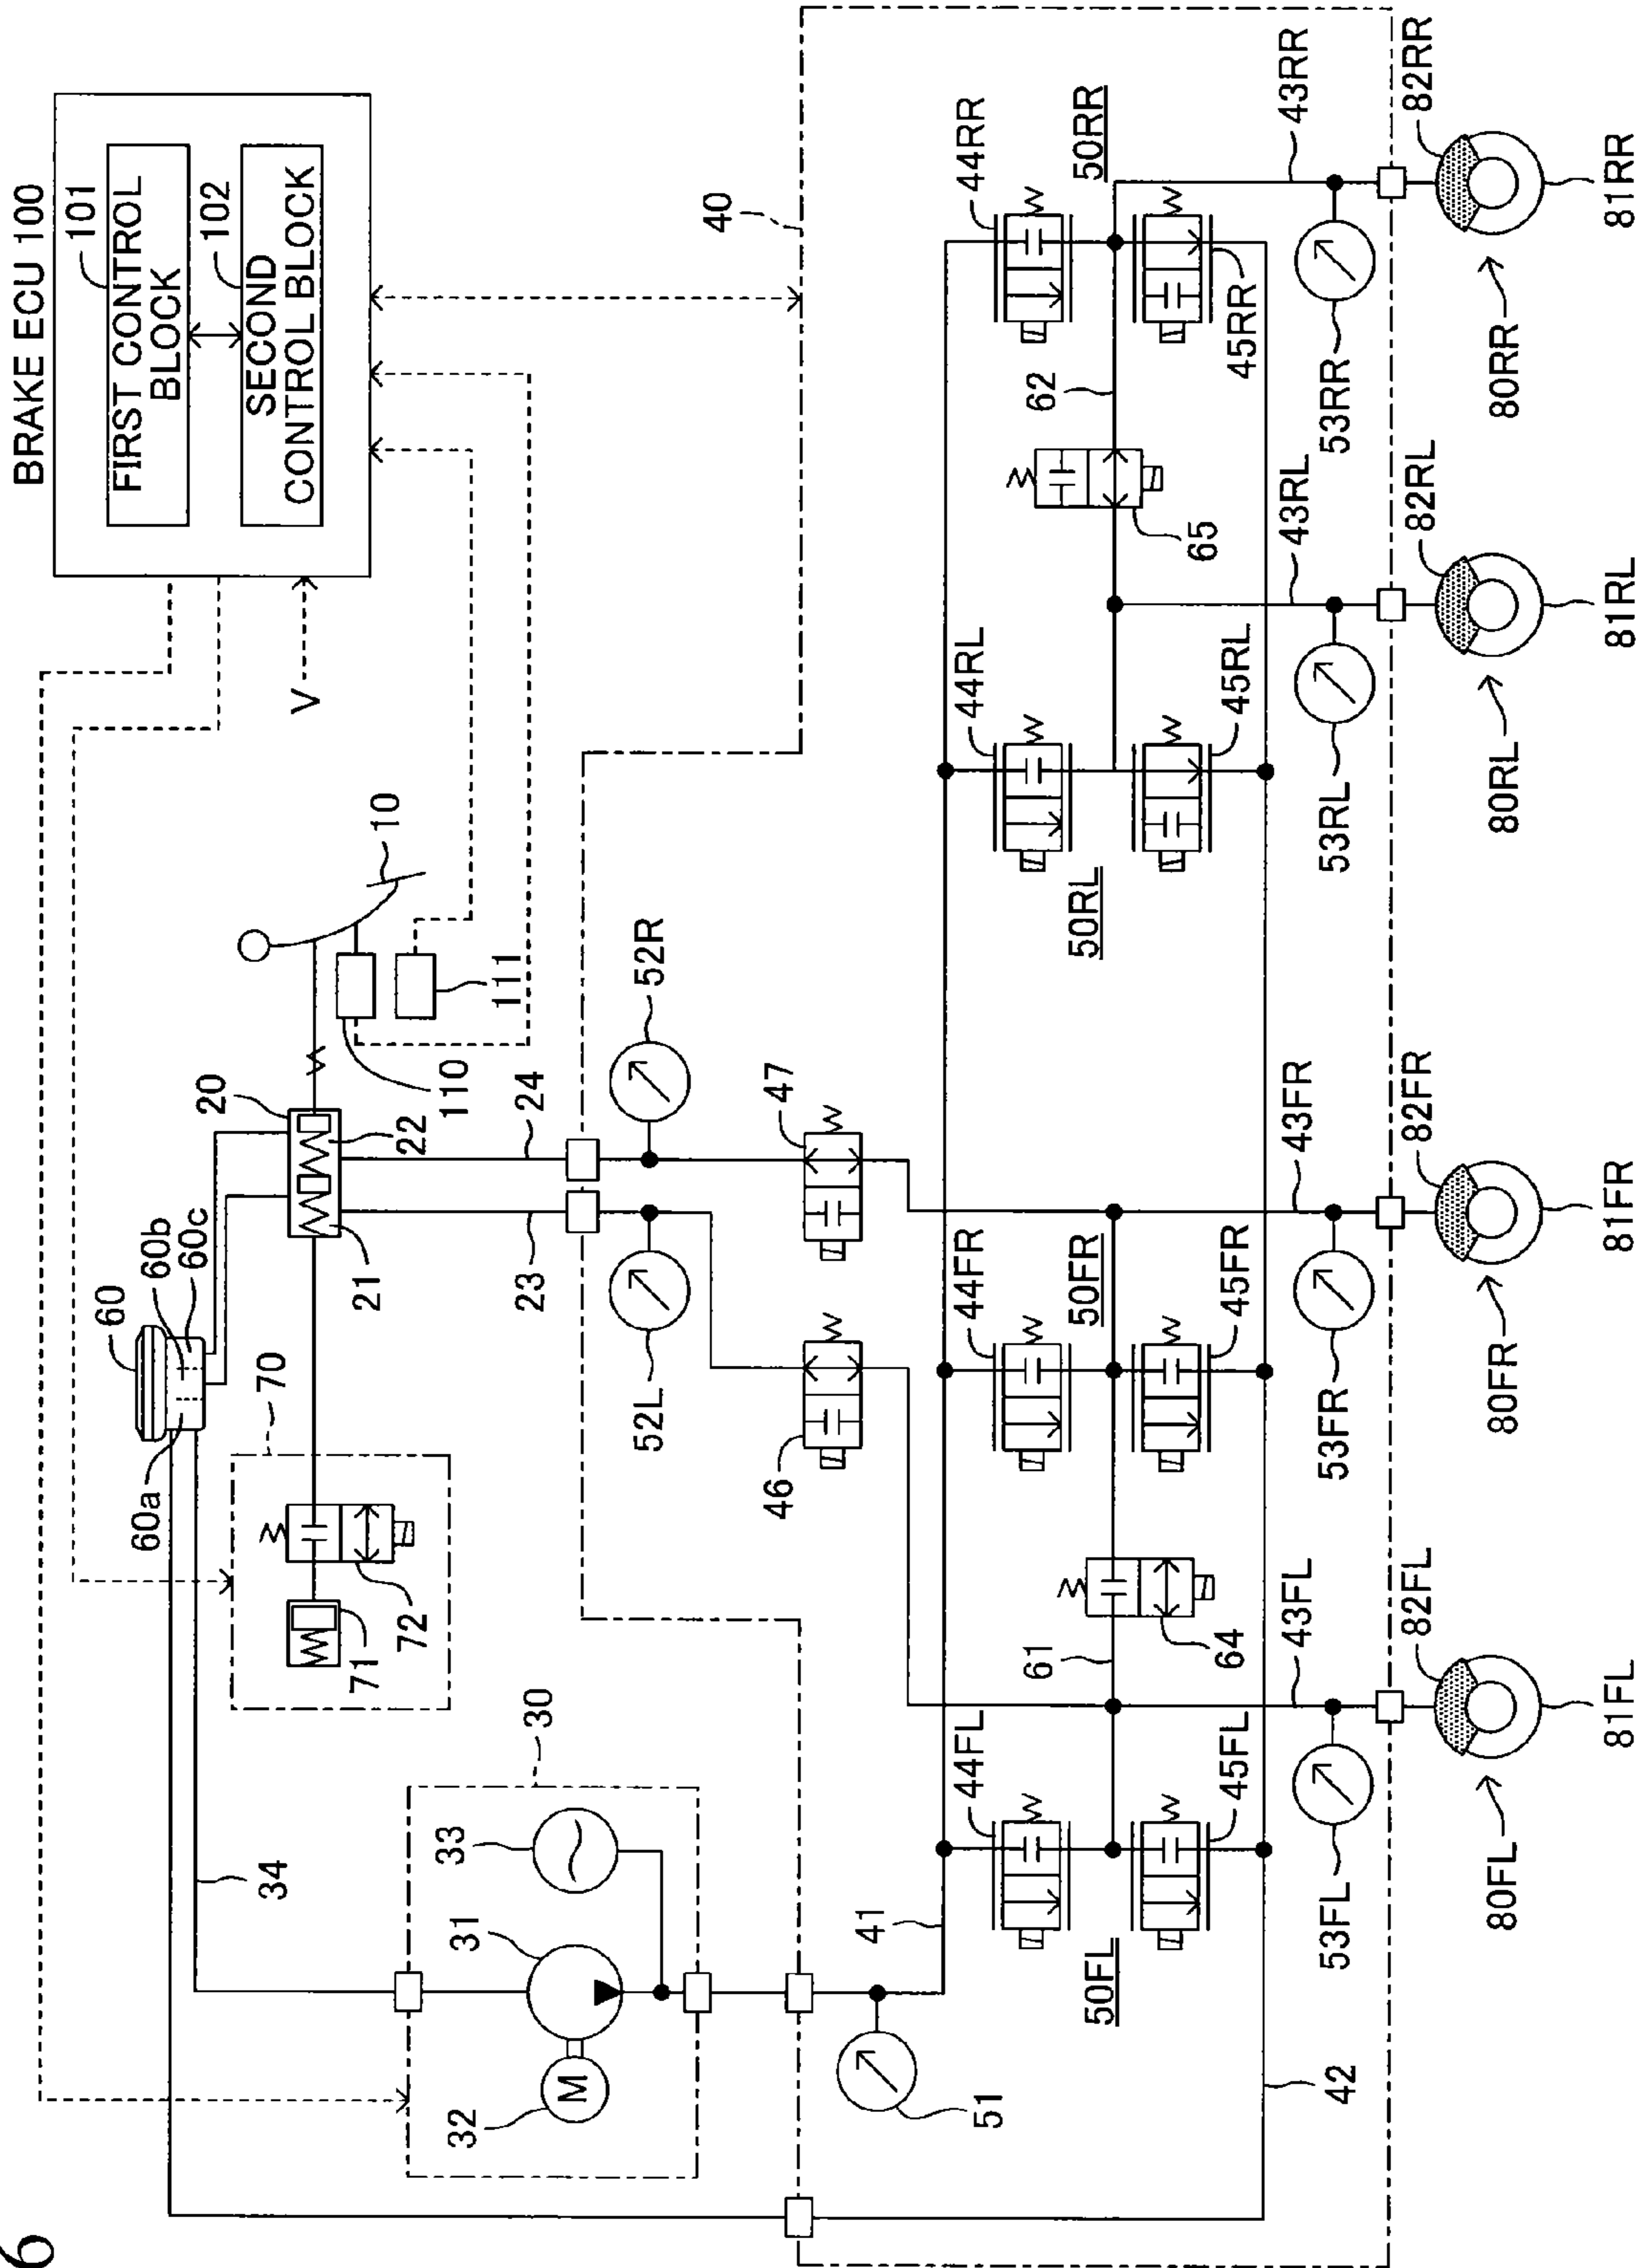 6
BRAKE ECU 100
FIRST CONTROL
BLOCK
101
102
SECOND
CONTROL BLOCK
V
10
110
111
20
22
21
24
23
60
60a
60b
60c
70
71
72
34
30
33
31
32
M
40
52R
52L
47
46
41
51
42
44FL
45FL
50FL
61
64
44FR
45FR
50FR
44RL
45RL
50RL
62
65
44RR
45RR
50RR
43FL
43FR
43RL
43RR
53FL
53FR
53RL
53RR
82FL
82FR
82RL
82RR
80FL
80FR
80RL
80RR
81FL
81FR
81RL
81RR